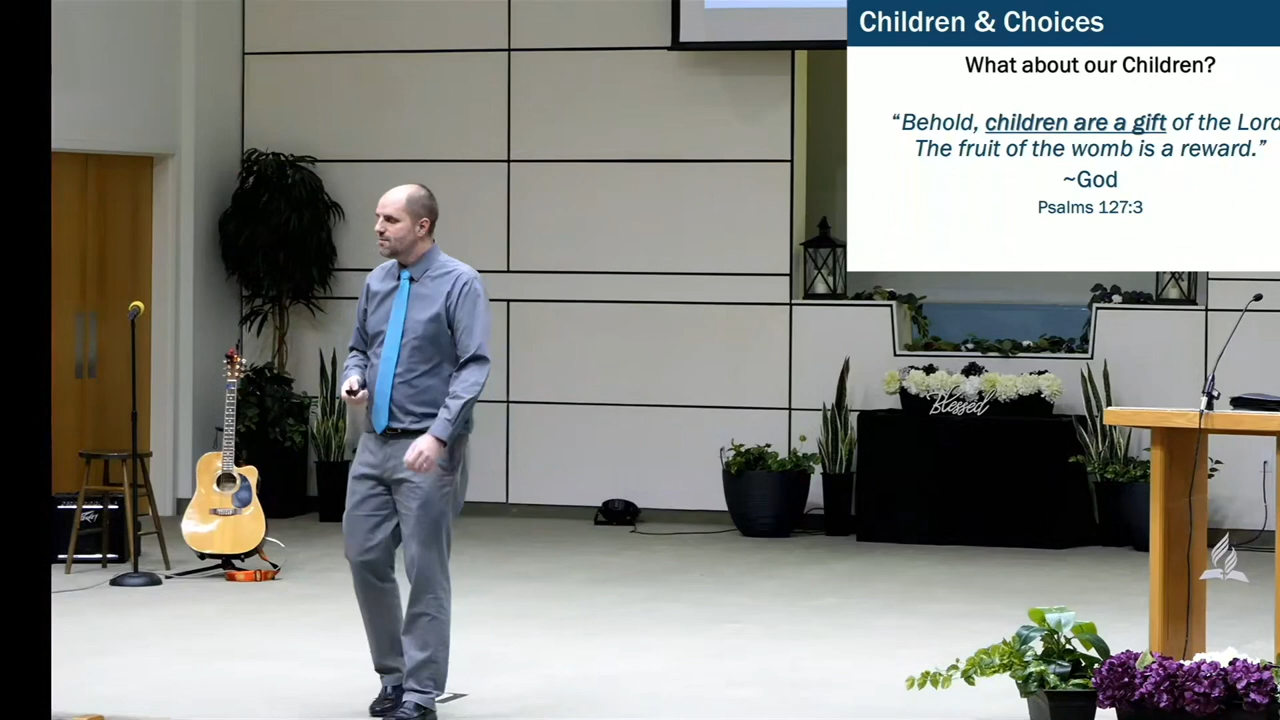 Children & Choices
What about our Children?
“Behold, children are a gift of the Lord
The fruit of the womb is a reward.”
~God
Psalms 127:3
Blessed
Peavey